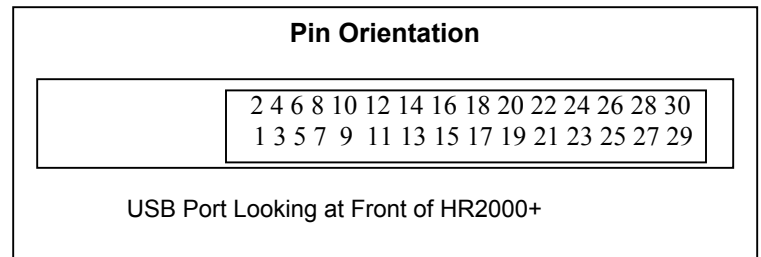 Pin Orientation
2 4 6 8 10 12 14 16 18 20 22 24 26 28 30
1 3 5 7 9 11 13 15 17 19 21 23 25 27 29
USB Port Looking at Front of HR2000+